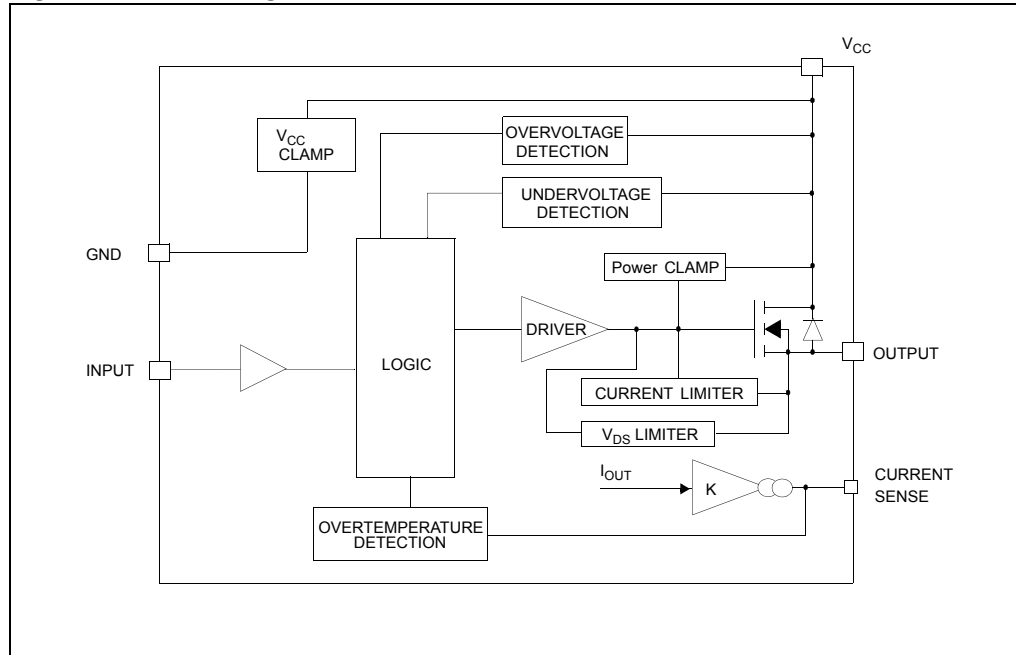 VCC
VCC
CLAMP
OVERVOLTAGE
DETECTION
UNDERVOLTAGE
DETECTION
GND
Power CLAMP
DRIVER
OUTPUT
INPUT
LOGIC
CURRENT LIMITER
VDS LIMITER
IOUT
K
CURRENT
SENSE
OVERTEMPERATURE
DETECTION